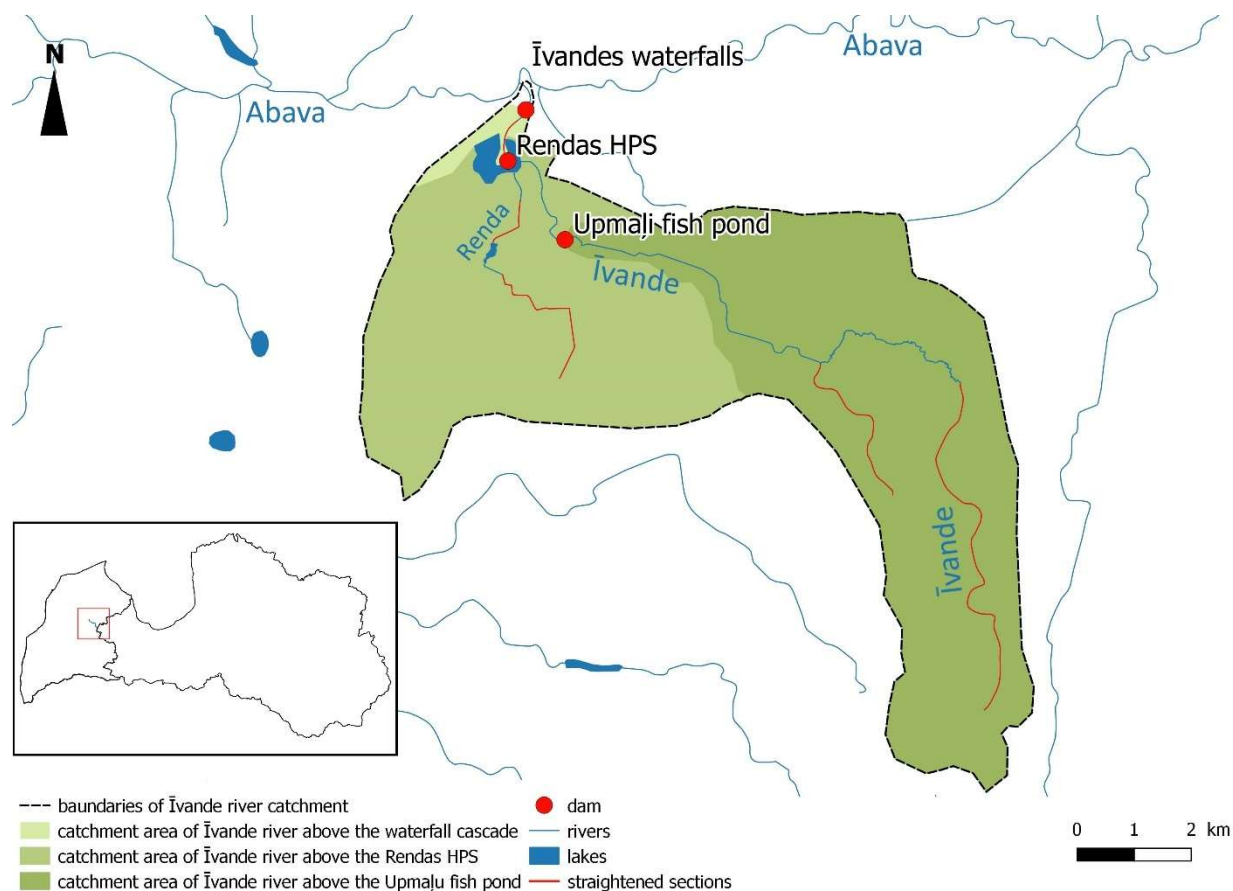 N
Īvandes waterfalls
Abava
Abava
Rendas HPS
Renda
Upmaļi fish pond
Īvande
Īvande
baundaries of Īvande river catchment
catchment area of Īvande river above the waterfall cascade
catchment area of Īvande river above the Rendas HPS
catchment area of Īvande river above the Upmaļu fish pond
dam
rivers
lakes
straightened sections
0 1 2 km